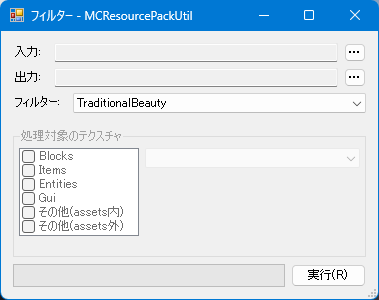 フィルター - MCResourcePackUtil
入力:
...
出力:
...
フィルター: TraditionalBeauty
処理対象のテクスチャ
Blocks
Items
Entities
Gui
その他(assets内)
その他(assets外)
実行(R)